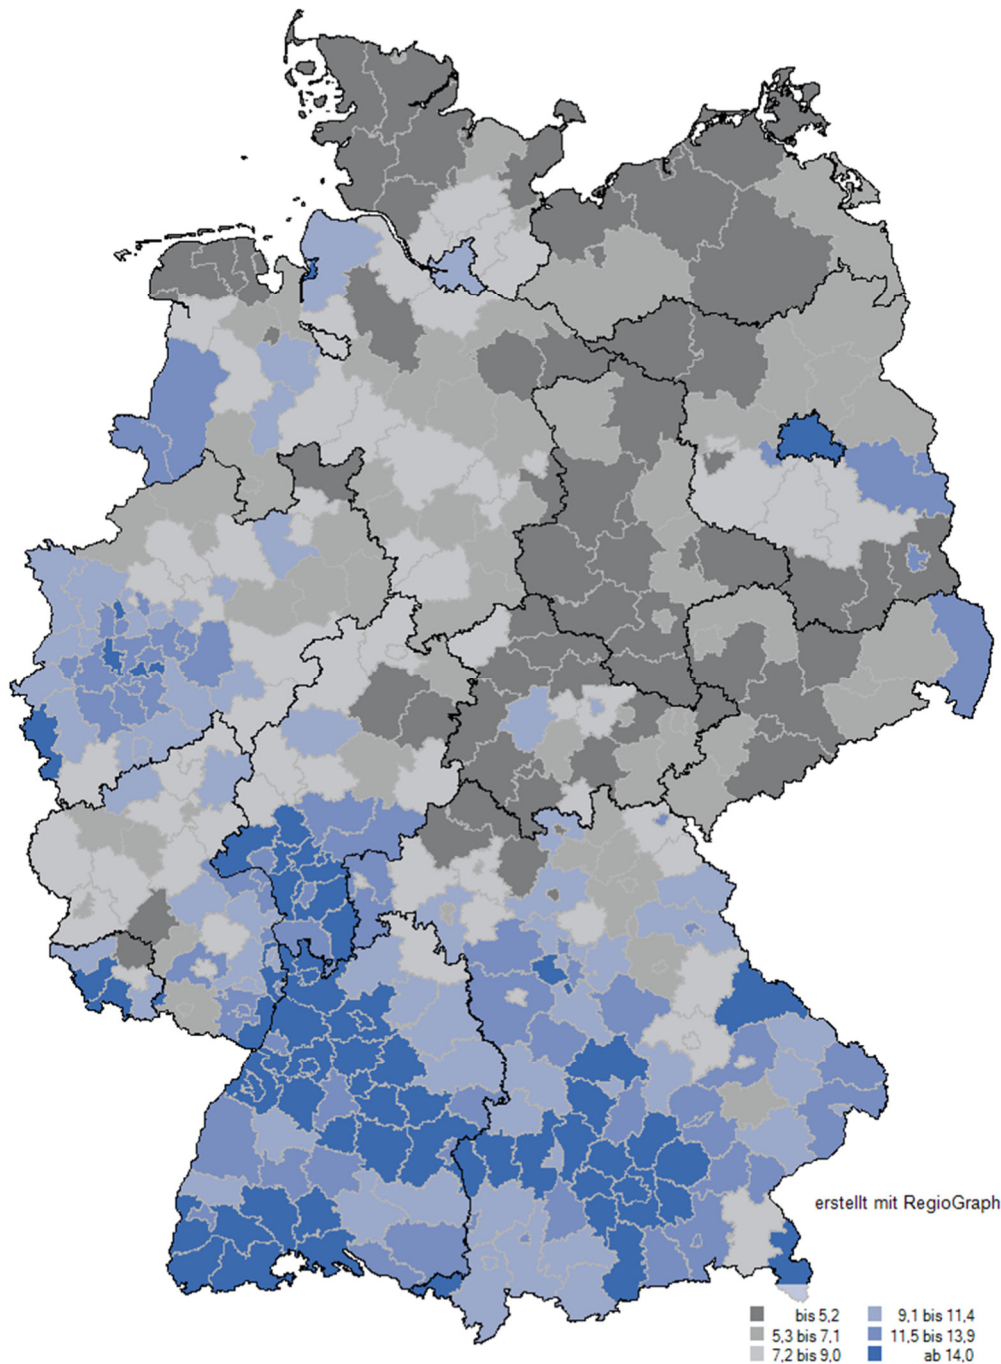 erstellt mit RegioGraph
bis 5,2
5,3 bis 7,1
7,2 bis 9,0
9,1 bis 11,4
11,5 bis 13,9
ab 14,0